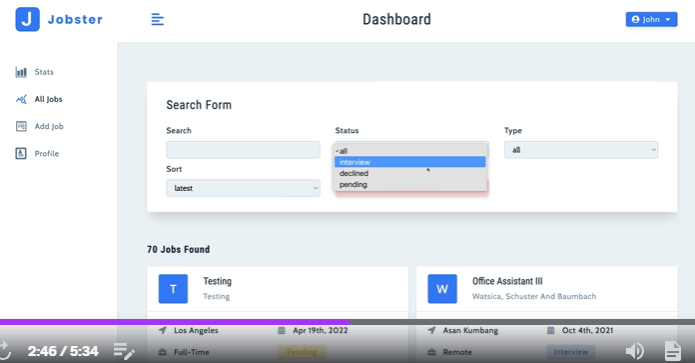 J Jobster
Dashboard
John
Stats
All Jobs
Add Job
Profile
Search Form
Search
Status
Type
all
interview
declined
pending
all
Sort
latest
70 Jobs Found
T
Testing
Testing
W
Office Assistant III
Watsica, Schuster And Baumbach
Los Angeles
Apr 19th, 2022
Asan Kumbang
Oct 4th, 2021
Full-Time
Pending
Remote
Interview
2:46 / 5:34